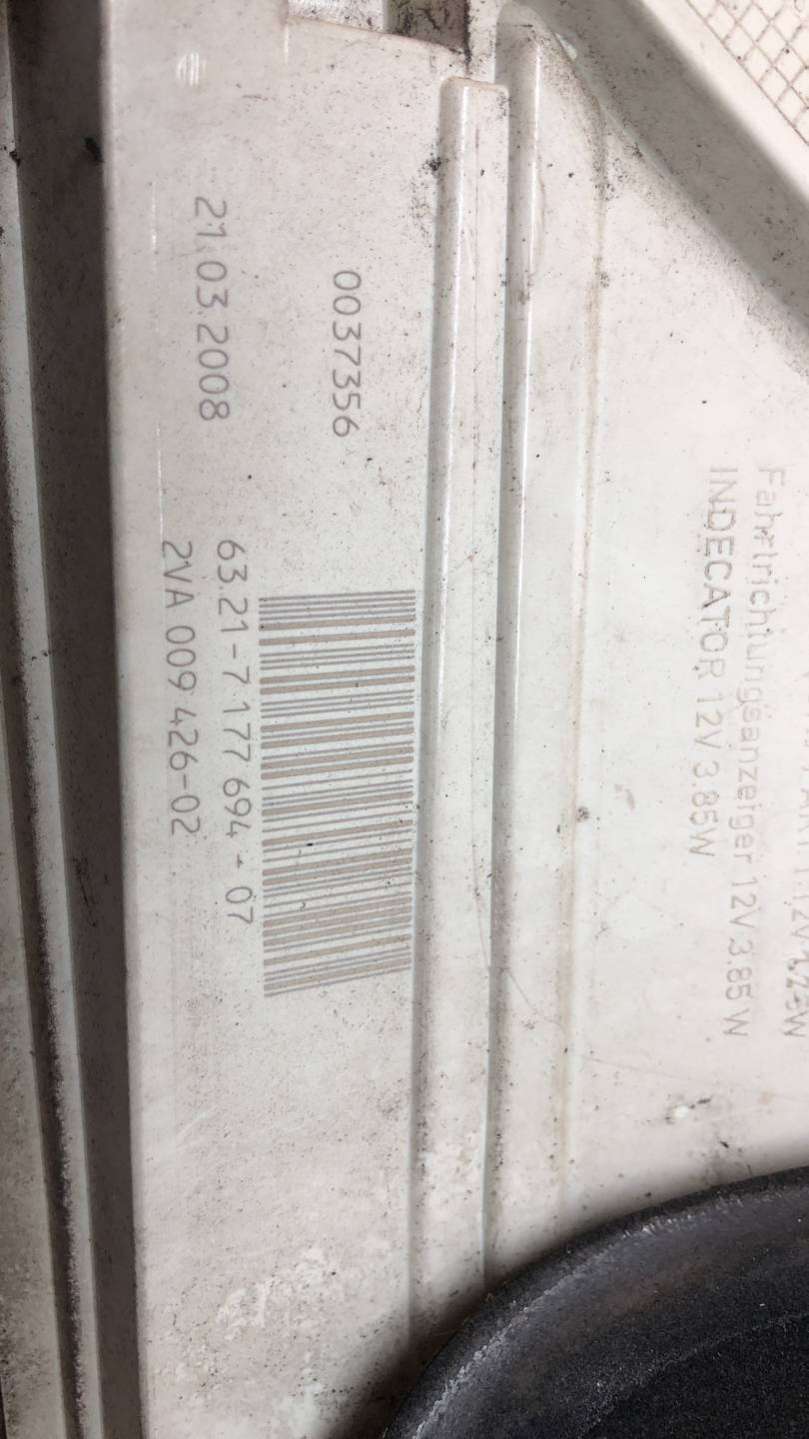 Fahrtrichtungsanzeiger 12V 3.85W
INDECATOR 12V 3.85W
0037356
21.03.2008
63.21-7 177 694-07
2VA 009 426-02